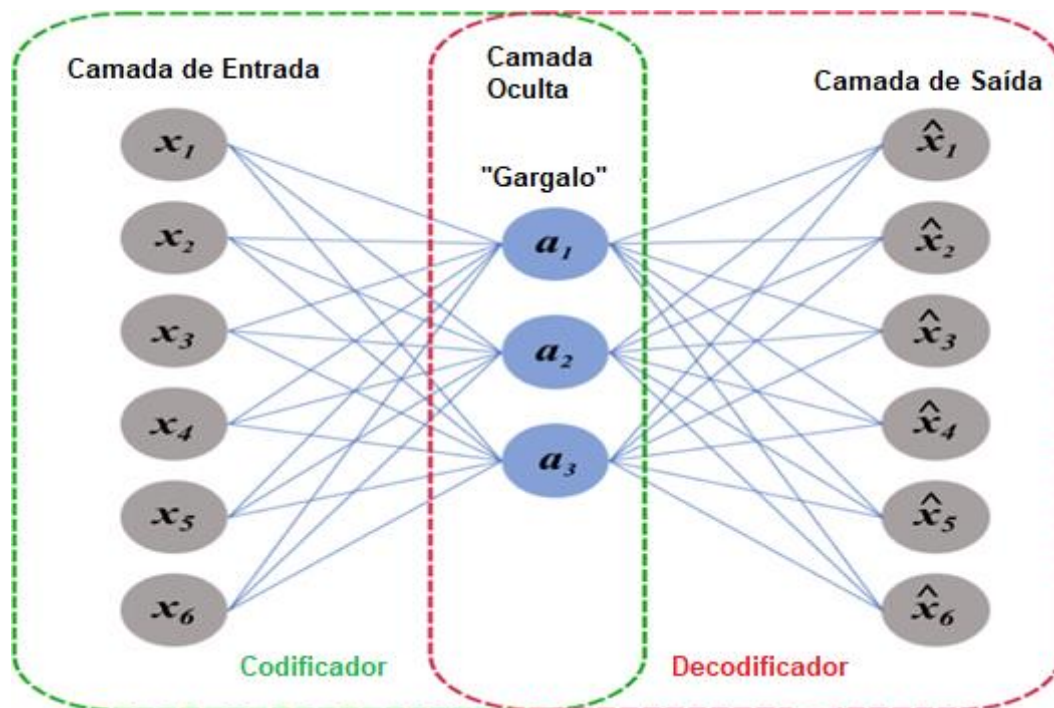 Camada de Entrada
x₁
x₂
x₃
x₄
x₅
x₆
Codificador
Camada
Oculta
"Gargalo"
a₁
a₂
a₃
Camada de Saída
x̂₁
x̂₂
x̂₃
x̂₄
x̂₅
x̂₆
Decodificador